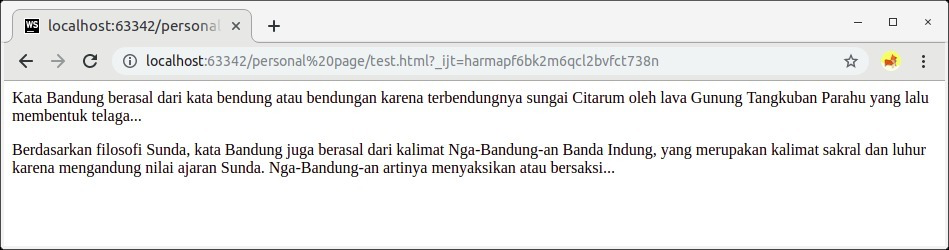 WS localhost:63342/personal
localhost:63342/personal%20page/test.html?_ijt=harmapf6bk2m6qcl2bvfct738n
Kata Bandung berasal dari kata bendung atau bendungan karena terbendungnya sungai Citarum oleh lava Gunung Tangkuban Parahu yang lalu
membentuk telaga...
Berdasarkan filosofi Sunda, kata Bandung juga berasal dari kalimat Nga-Bandung-an Banda Indung, yang merupakan kalimat sakral dan luhur
karena mengandung nilai ajaran Sunda. Nga-Bandung-an artinya menyaksikan atau bersaksi...